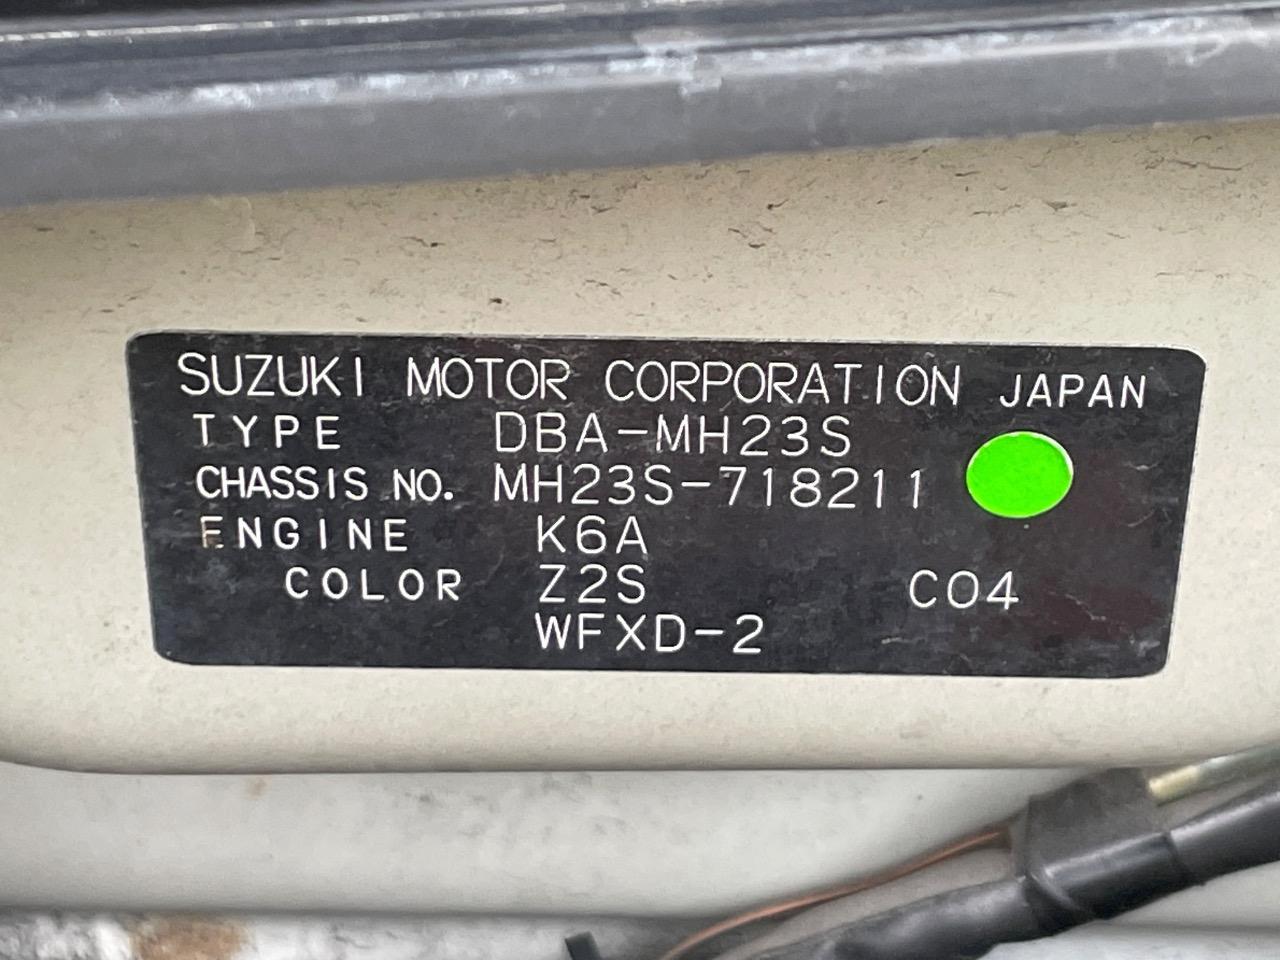 SUZUKI MOTOR CORPORATION JAPAN
TYPE DBA-MH23S
CHASSIS NO. MH23S-718211
ENGINE K6A
COLOR Z2S C04
WFXD-2